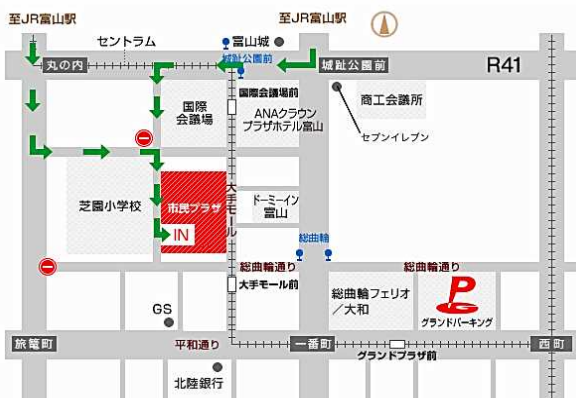 至JR富山駅
至JR富山駅
セントラム
富山城
丸の内
城趾公園前
城趾公園前
R41
国際会議場前
国際
会議場
ANAクラウン
プラザホテル富山
商工会議所
セブンイレブン
芝園小学校
市民プラザ
IN
大手モール
ドーミーイン
富山
総曲輪
総曲輪通り
総曲輪通り
大手モール前
総曲輪フェリオ
／大和
PG
グランドパーキング
GS
旅篭町
平和通り
一番町
グランドプラザ前
西町
北陸銀行